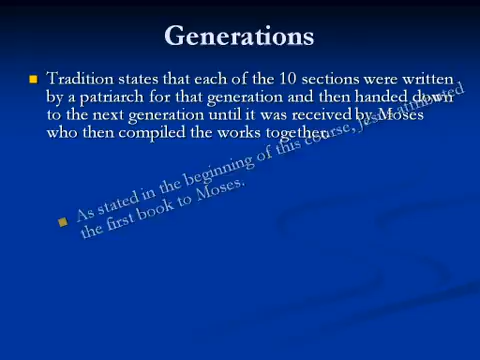 Generations
Tradition states that each of the 10 sections were written
by a patriarch for that generation and then handed down
to the next generation until it was received by Moses
who then compiled the works together.
As stated in the beginning of this course, Jesus attributed
the first book to Moses.